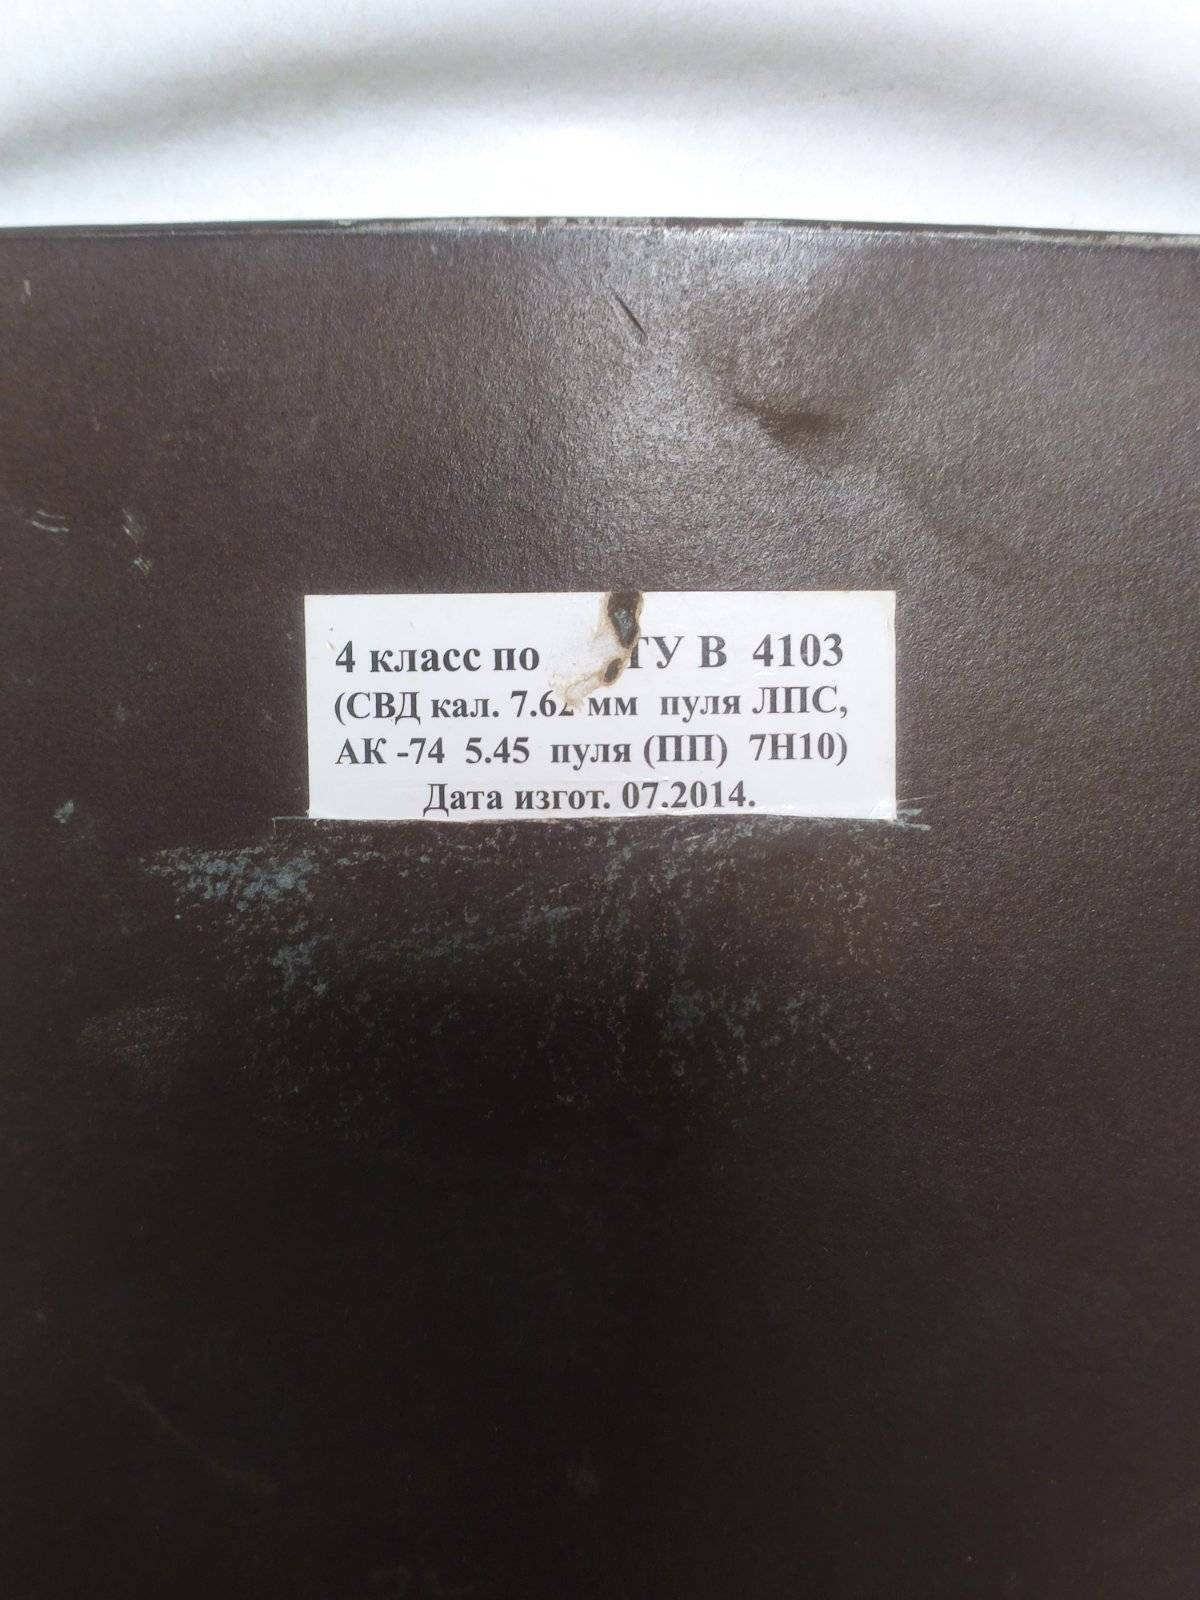 4 класс по В 4103
(СВД кал. 7.62 мм пуля ЛПС,
АК -74 5.45 пуля (ПП) 7Н10)
Дата изгот. 07.2014.